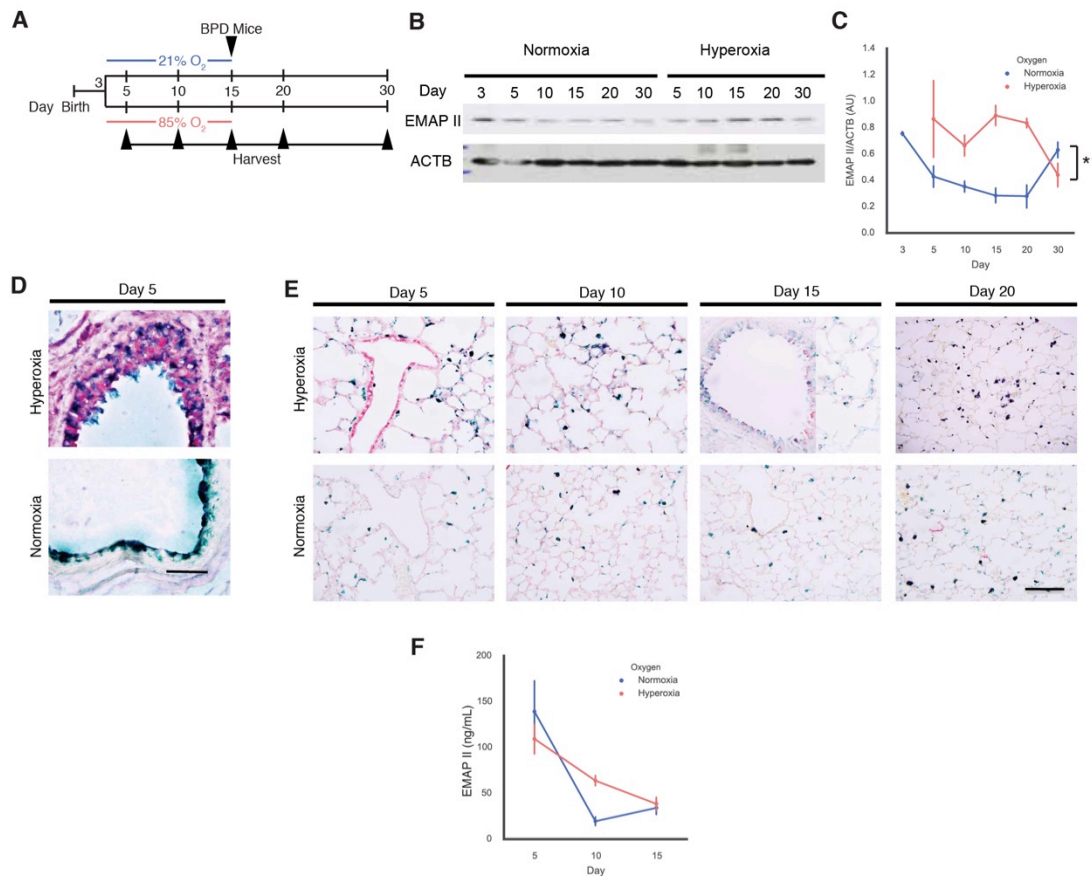 A
BPD Mice
21% O2
3
Day Birth 5 10 15 20 30
85% O2
Harvest
B
Normoxia Hyperoxia
Day 3 5 10 15 20 30 5 10 15 20 30
EMAP II
ACTB
C
1.4
1.2
1.0
0.8
0.6
0.4
0.2
0.0
EMAP II/ACTB (AU)
Oxygen
Normoxia
Hyperoxia
*
3 5 10 15 20 30
Day
D
Day 5
Hyperoxia
Normoxia
E
Day 5 Day 10 Day 15 Day 20
Hyperoxia
Normoxia
F
200
150
100
50
0
EMAP II (ng/mL)
Oxygen
Normoxia
Hyperoxia
5 10 15
Day